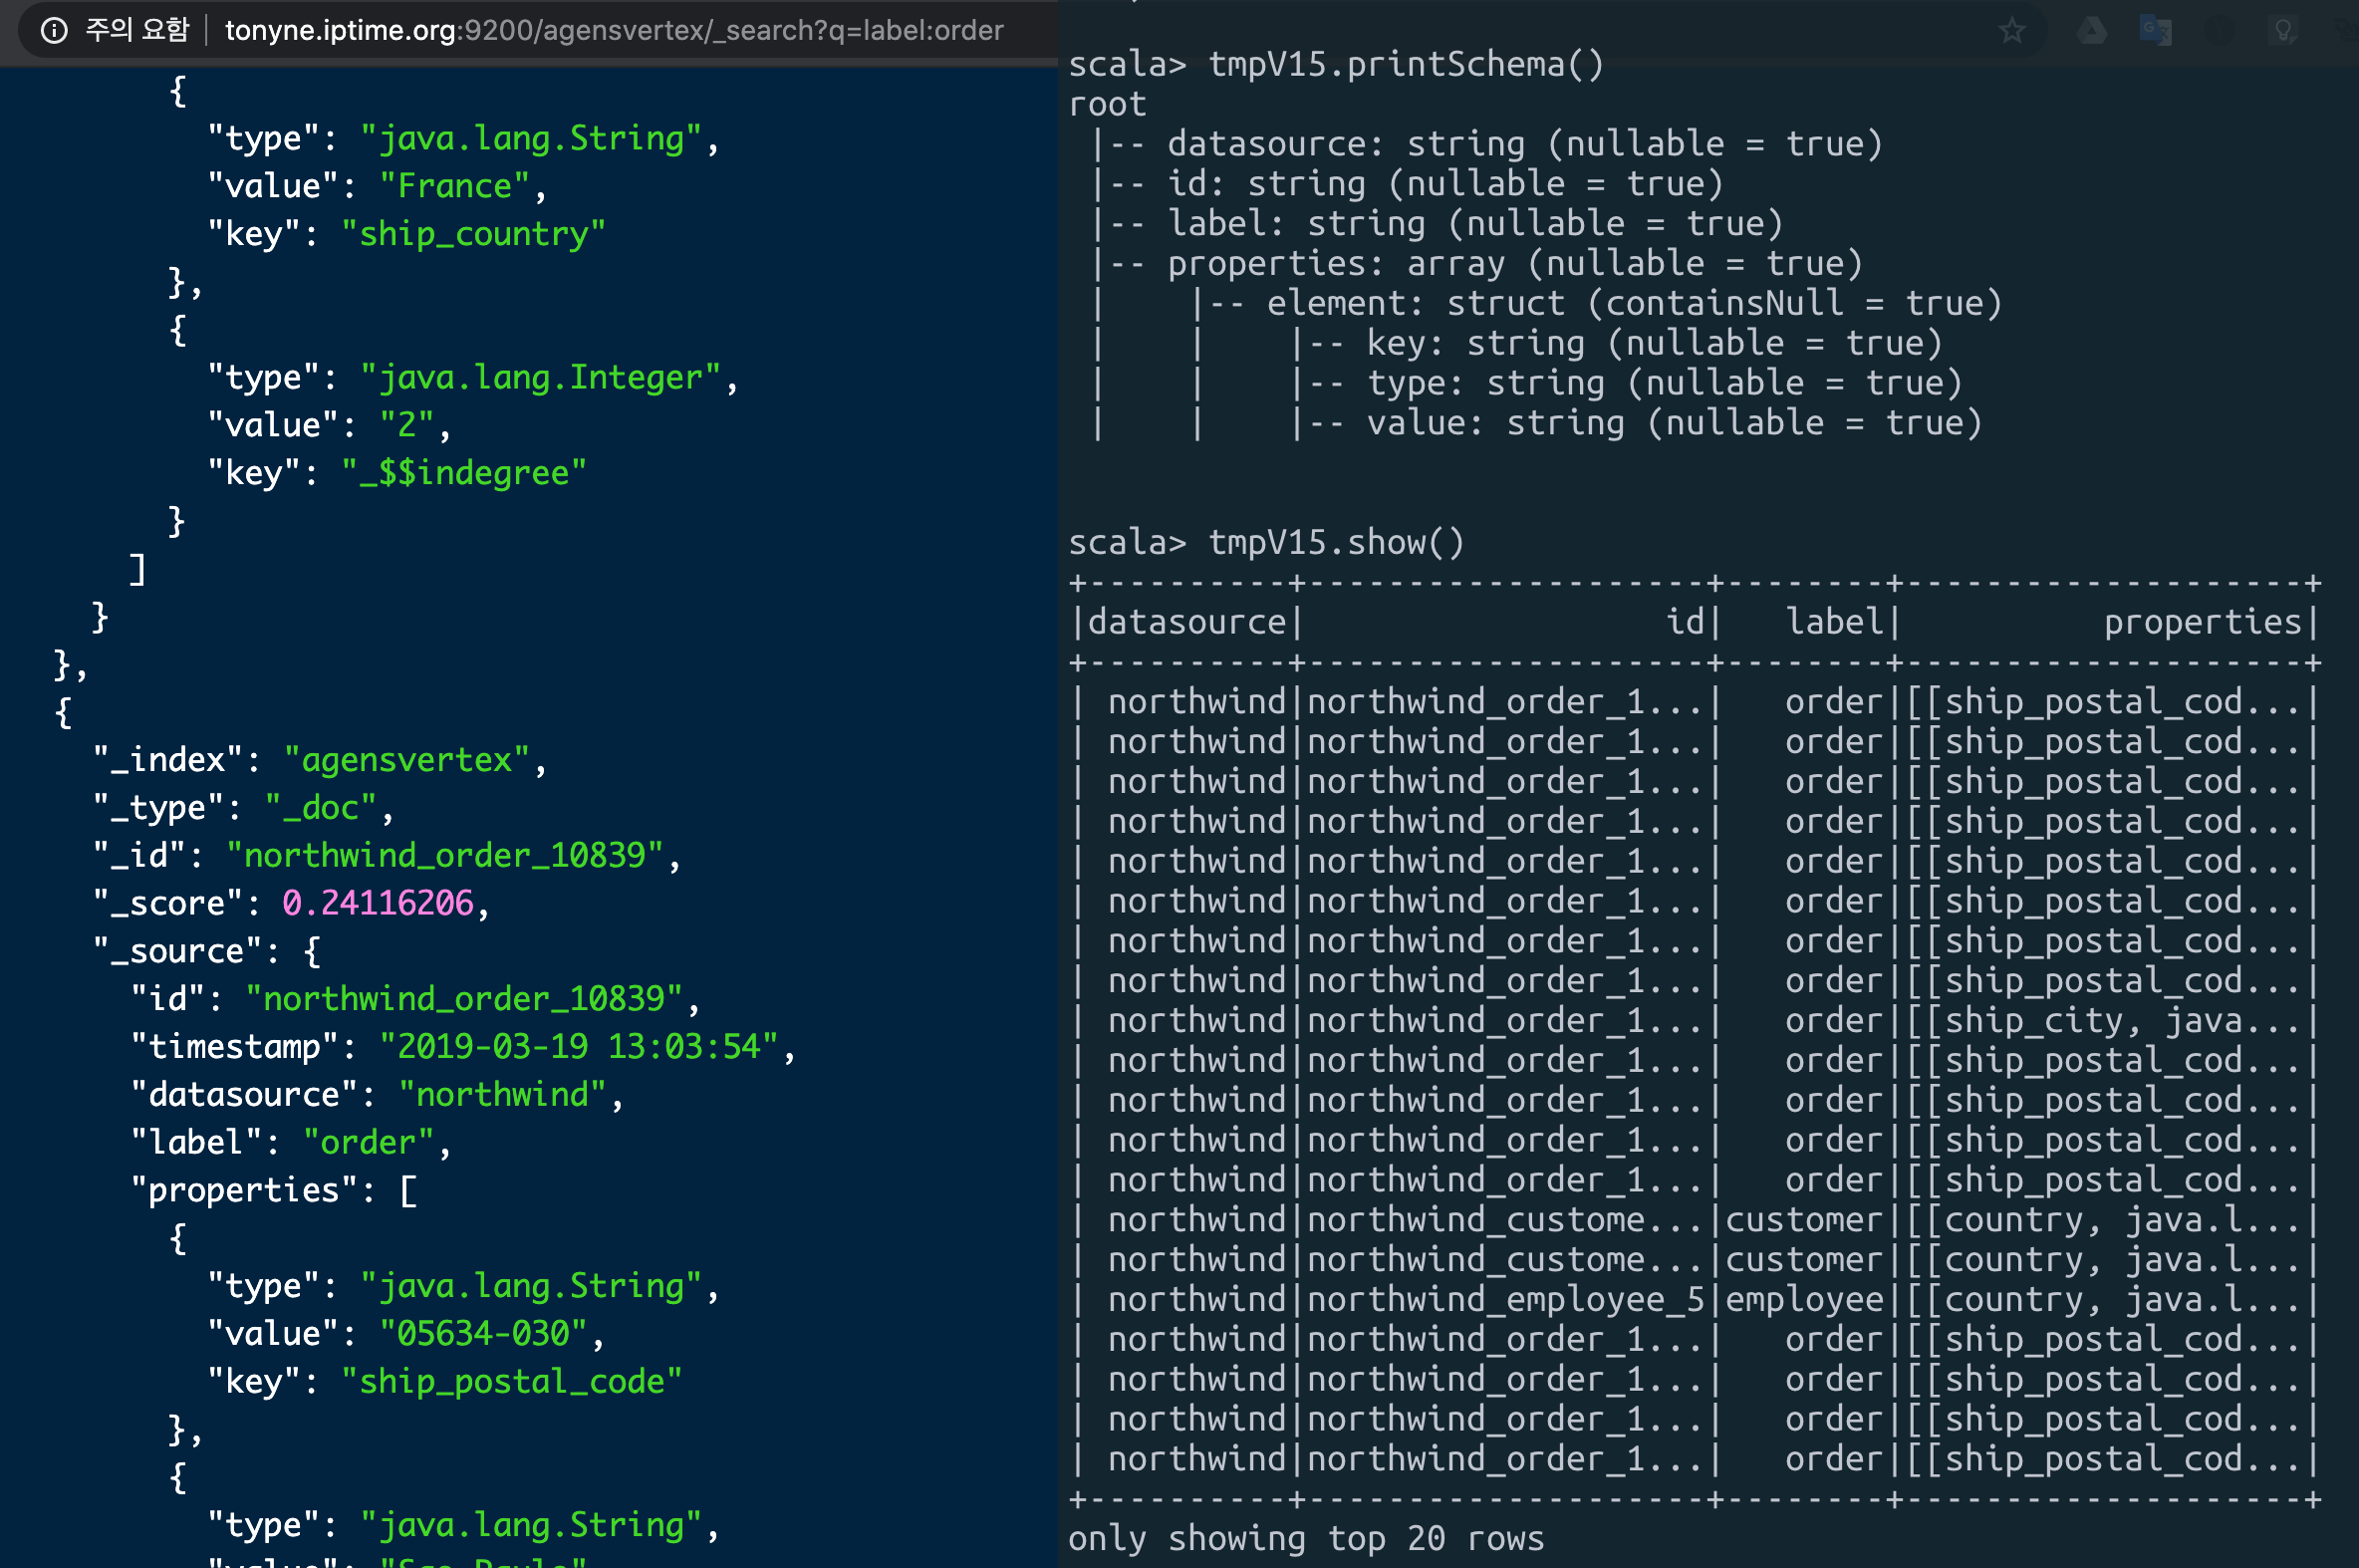 주의 요함 | tonyne.iptime.org:9200/agensvertex/_search?q=label:order
{
"type": "java.lang.String",
"value": "France",
"key": "ship_country"
},
{
"type": "java.lang.Integer",
"value": "2",
"key": "_$$indegree"
}
]
}
},
{
"_index": "agensvertex",
"_type": "_doc",
"_id": "northwind_order_10839",
"_score": 0.24116206,
"_source": {
"id": "northwind_order_10839",
"timestamp": "2019-03-19 13:03:54",
"datasource": "northwind",
"label": "order",
"properties": [
{
"type": "java.lang.String",
"value": "05634-030",
"key": "ship_postal_code"
},
{
"type": "java.lang.String",
scala> tmpV15.printSchema()
root
 |-- datasource: string (nullable = true)
 |-- id: string (nullable = true)
 |-- label: string (nullable = true)
 |-- properties: array (nullable = true)
 |    |-- element: struct (containsNull = true)
 |    |    |-- key: string (nullable = true)
 |    |    |-- type: string (nullable = true)
 |    |    |-- value: string (nullable = true)
scala> tmpV15.show()
+----------+--------------------+--------+--------------------+
|datasource|                  id|   label|          properties|
+----------+--------------------+--------+--------------------+
| northwind|northwind_order_1...|   order|[[ship_postal_cod...|
| northwind|northwind_order_1...|   order|[[ship_postal_cod...|
| northwind|northwind_order_1...|   order|[[ship_postal_cod...|
| northwind|northwind_order_1...|   order|[[ship_postal_cod...|
| northwind|northwind_order_1...|   order|[[ship_postal_cod...|
| northwind|northwind_order_1...|   order|[[ship_postal_cod...|
| northwind|northwind_order_1...|   order|[[ship_postal_cod...|
| northwind|northwind_order_1...|   order|[[ship_postal_cod...|
| northwind|northwind_order_1...|   order|[[ship_city, java...|
| northwind|northwind_order_1...|   order|[[ship_postal_cod...|
| northwind|northwind_order_1...|   order|[[ship_postal_cod...|
| northwind|northwind_order_1...|   order|[[ship_postal_cod...|
| northwind|northwind_order_1...|   order|[[ship_postal_cod...|
| northwind|northwind_custome...|customer|[[country, java.l...|
| northwind|northwind_custome...|customer|[[country, java.l...|
| northwind|northwind_employee_5|employee|[[country, java.l...|
| northwind|northwind_order_1...|   order|[[ship_postal_cod...|
| northwind|northwind_order_1...|   order|[[ship_postal_cod...|
| northwind|northwind_order_1...|   order|[[ship_postal_cod...|
| northwind|northwind_order_1...|   order|[[ship_postal_cod...|
+----------+--------------------+--------+--------------------+
only showing top 20 rows